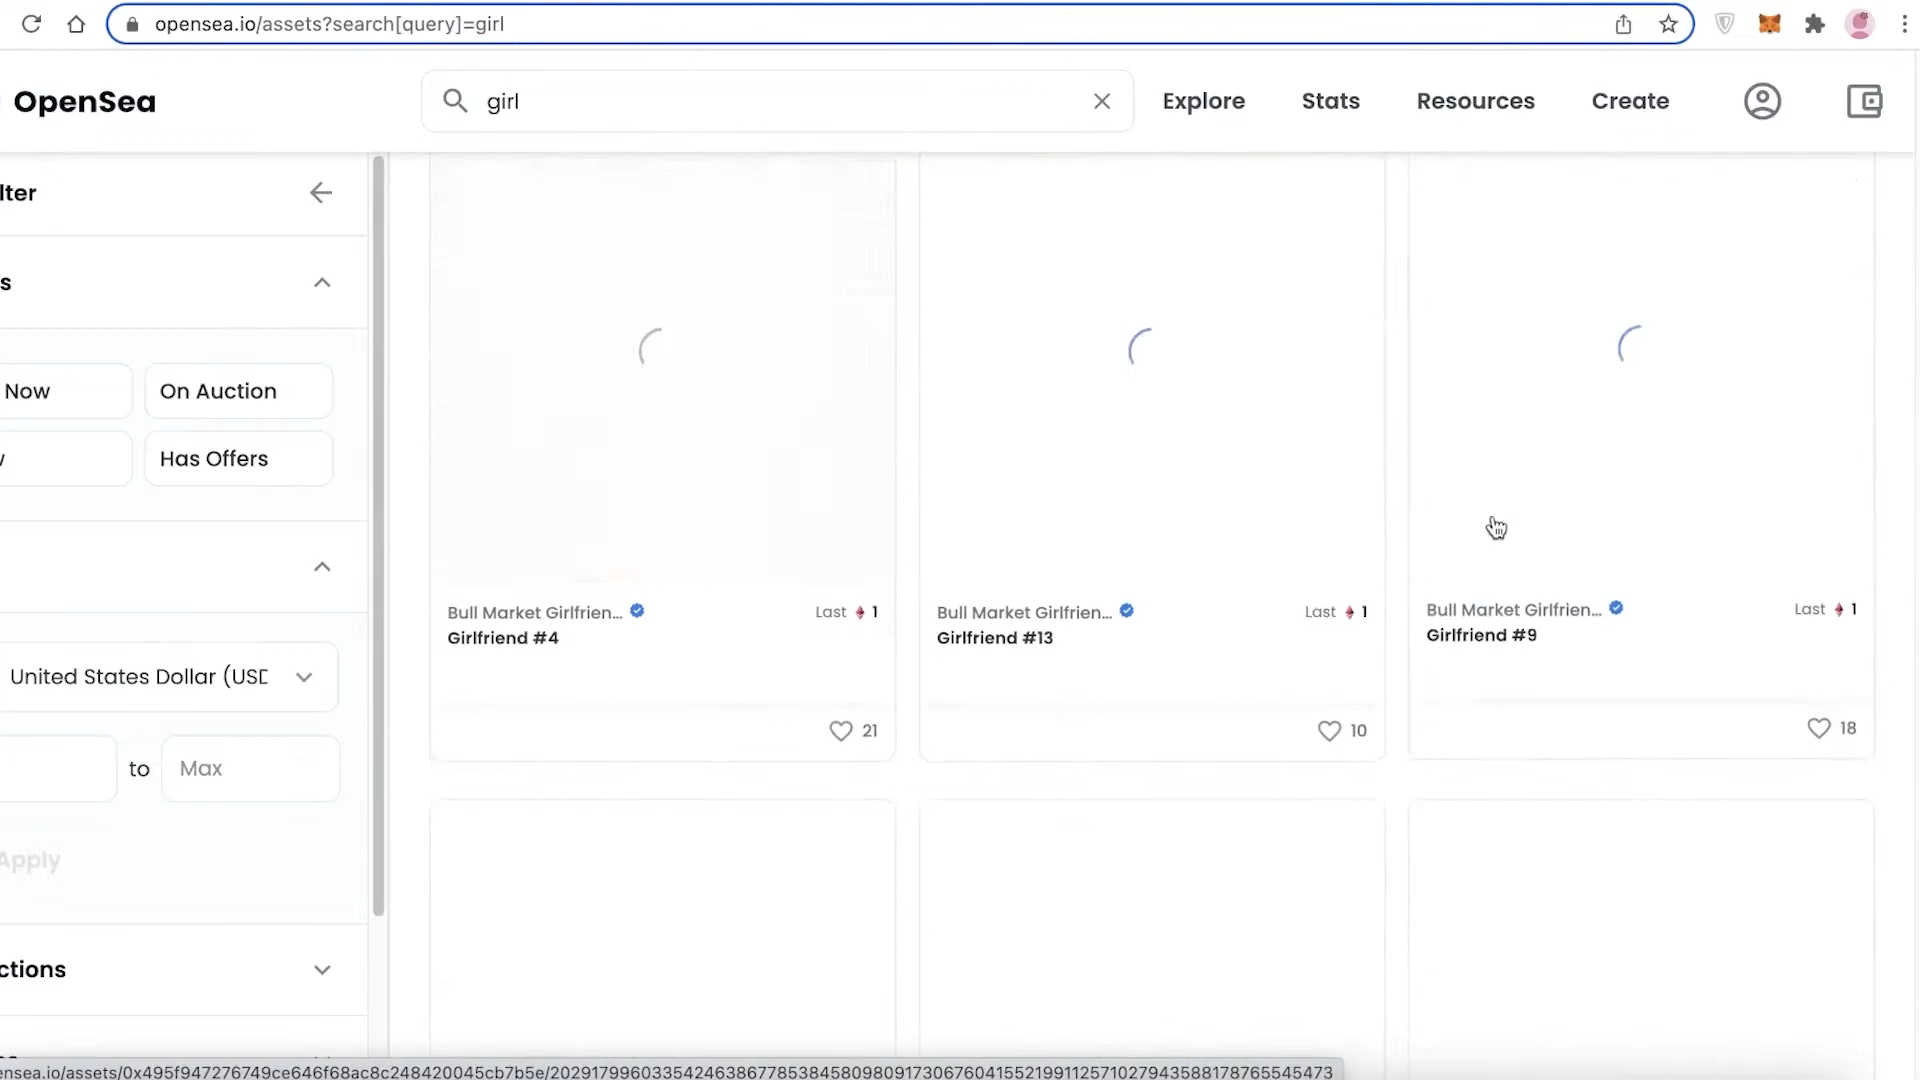 opensea.io/assets?search[query]=girl
OpenSea
girl
Explore
Stats
Resources
Create
lter
s
Now
On Auction
Has Offers
United States Dollar (USD
to
Max
Apply
ctions
Bull Market Girlfrien...
Last 1
Girlfriend #4
21
Bull Market Girlfrien...
Last 1
Girlfriend #13
10
Bull Market Girlfrien...
Last 1
Girlfriend #9
18
ensea.io/assets/0x495f947276749ce646f68ac8c248420045cb7b5e/20291799603354246386778538458098091730676041552199112571027943588178765545473